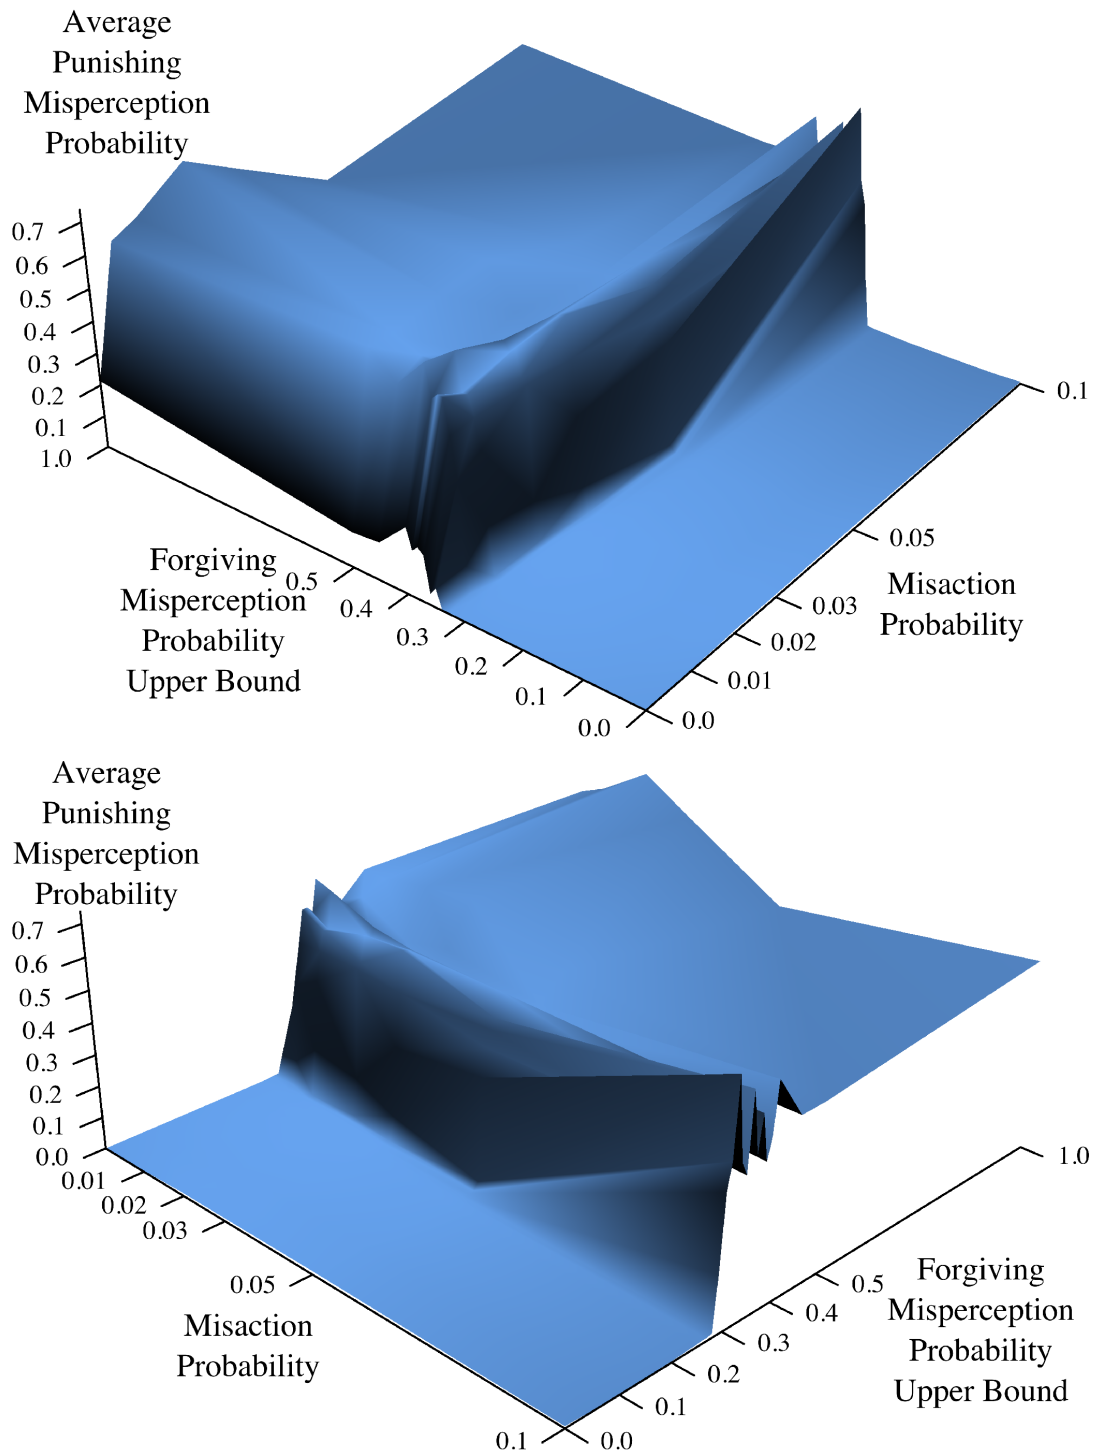 Average
Punishing
Misperception
Probability
0.7
0.6
0.5
0.4
0.3
0.2
0.1
1.0
0.1
0.05
0.03
0.02
0.01
0.0
Misaction
Probability
Forgiving
Misperception
Probability
Upper Bound
0.5
0.4
0.3
0.2
0.1
0.0
Average
Punishing
Misperception
Probability
0.7
0.6
0.5
0.4
0.3
0.2
0.1
0.0
0.01
0.02
0.03
0.05
0.1
Misaction
Probability
1.0
0.5
0.4
0.3
0.2
0.1
0.0
Forgiving
Misperception
Probability
Upper Bound